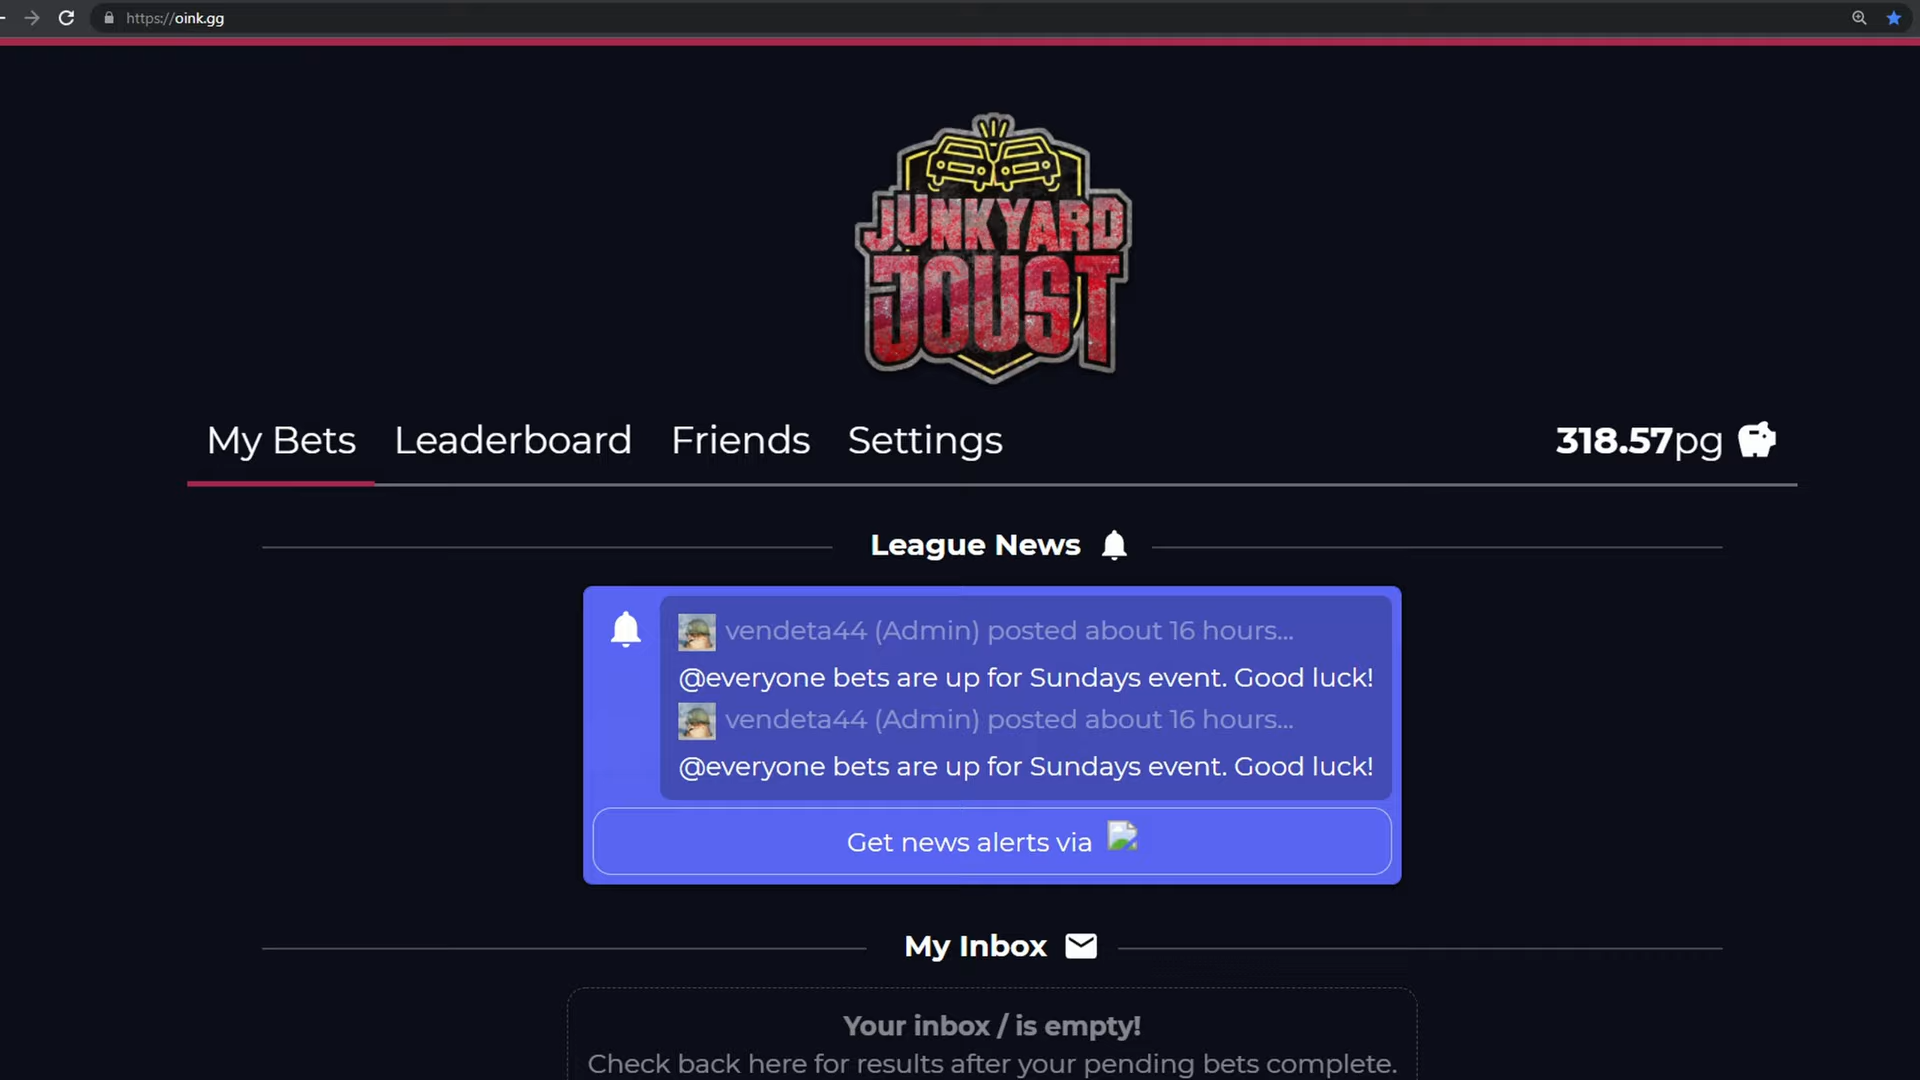 https://oink.gg
JUNKYARD
JOUST
My Bets Leaderboard Friends Settings 318.57pg
League News
vendeta44 (Admin) posted about 16 hours...
@everyone bets are up for Sundays event. Good luck!
vendeta44 (Admin) posted about 16 hours...
@everyone bets are up for Sundays event. Good luck!
Get news alerts via
My Inbox
Your inbox / is empty!
Check back here for results after your pending bets complete.